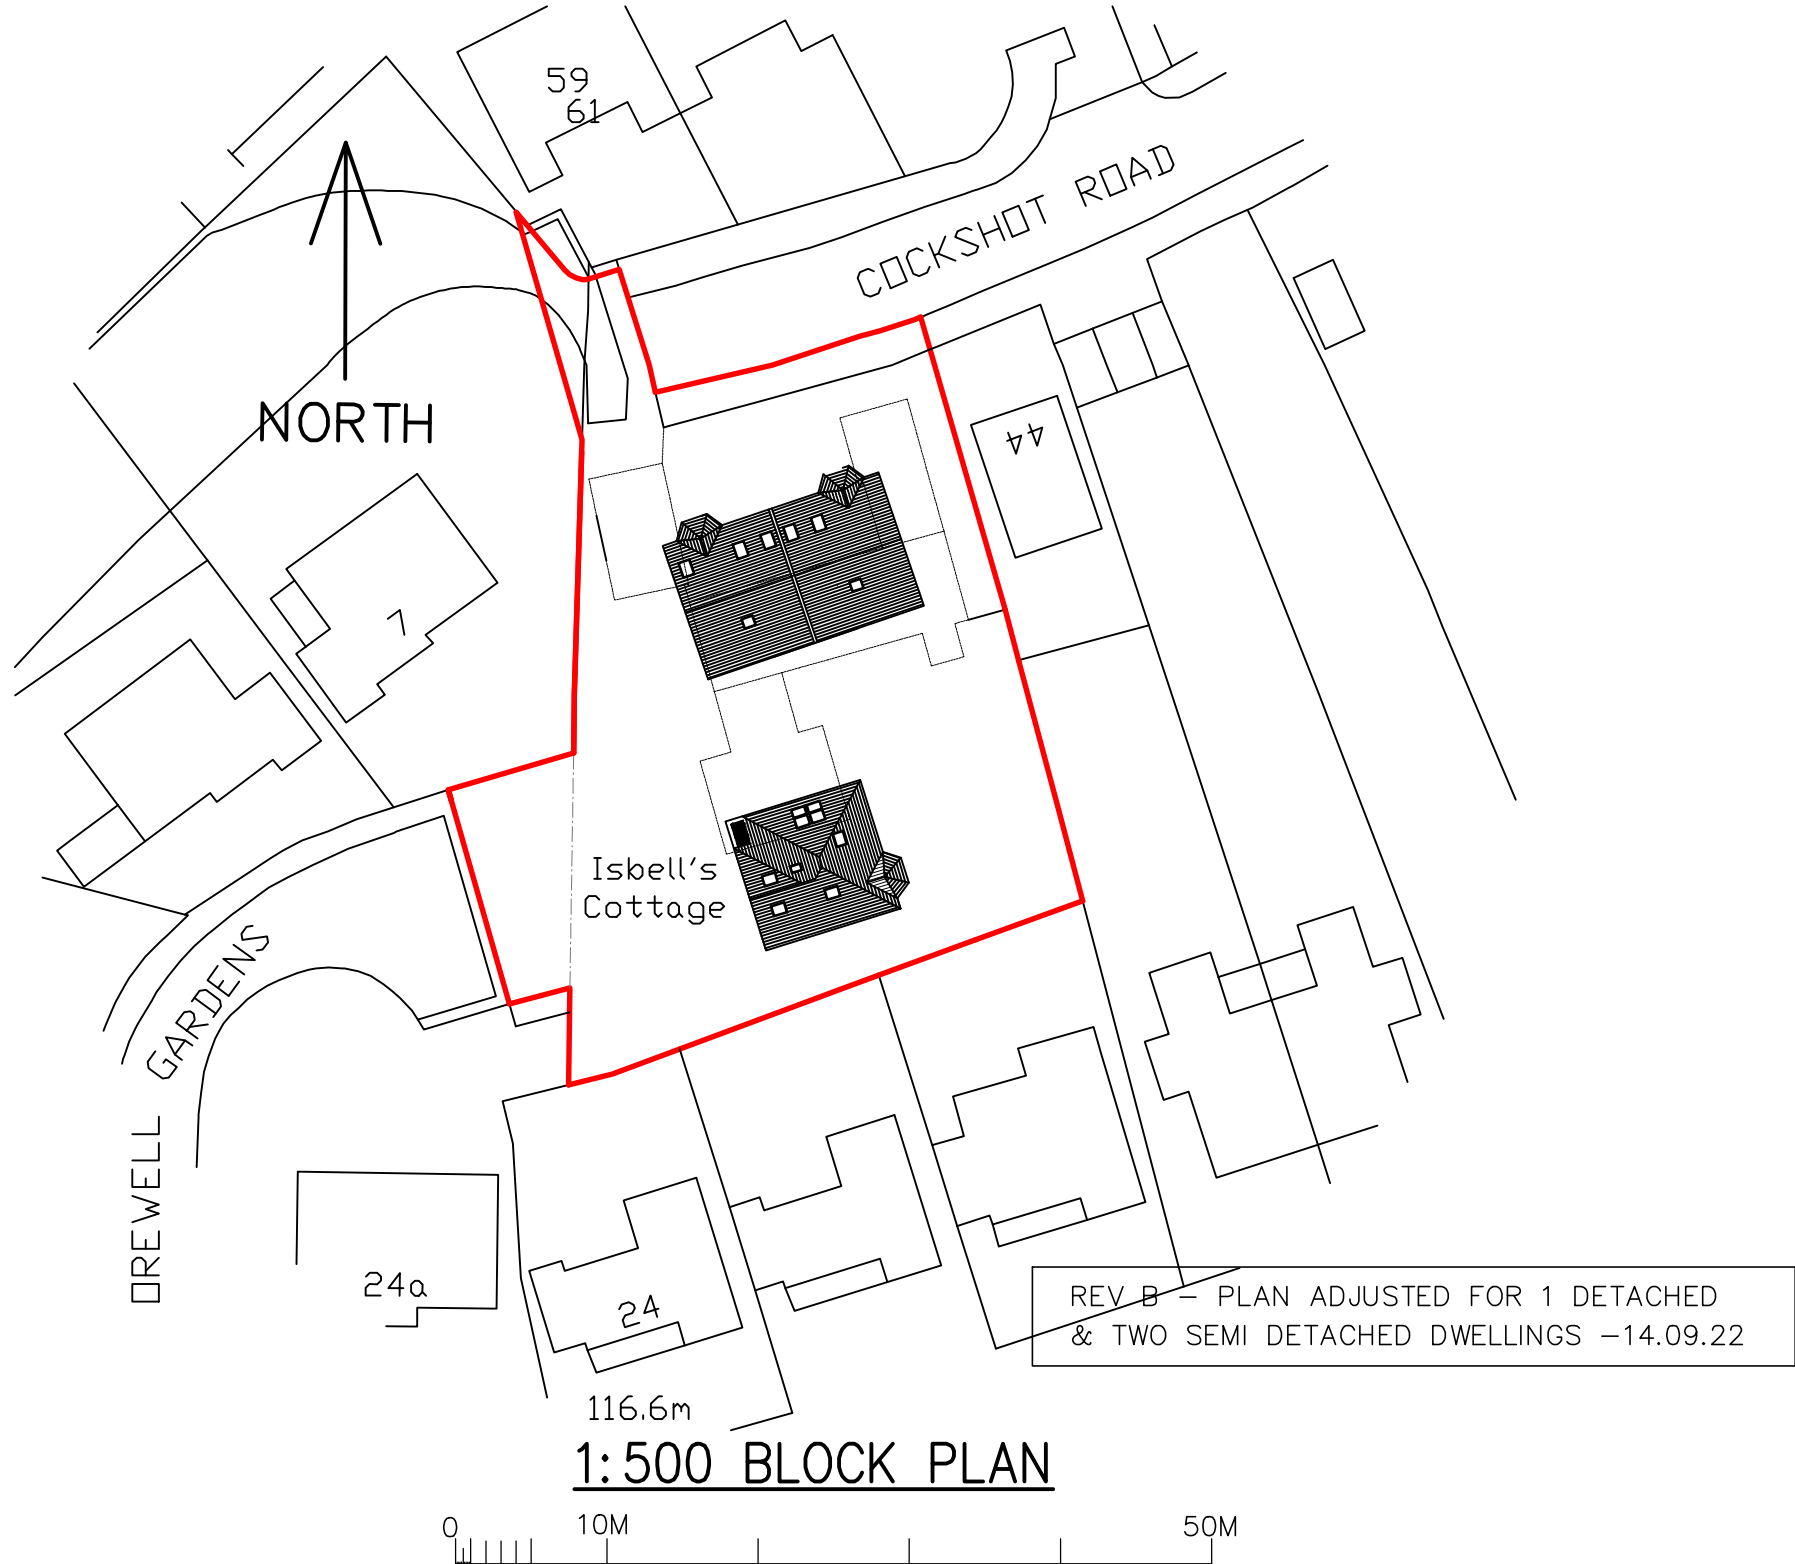 59
61
COCKSHOT ROAD
NORTH
44
7
Isbell's
Cottage
DREWELL GARDENS
24a
24
REV B - PLAN ADJUSTED FOR 1 DETACHED
& TWO SEMI DETACHED DWELLINGS -14.09.22
116.6m
1:500 BLOCK PLAN
0 10M 50M